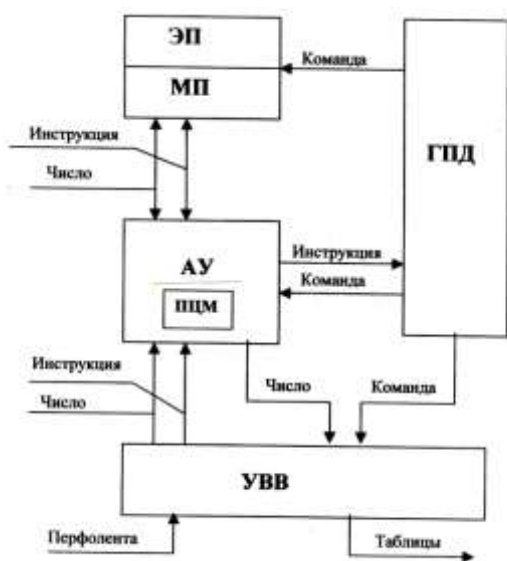 ЭП
Команда
МП
Инструкция
ГПД
Число
АУ
Инструкция
Команда
ПЦМ
Инструкция
Число
Команда
Число
УВВ
Перфолента
Таблицы